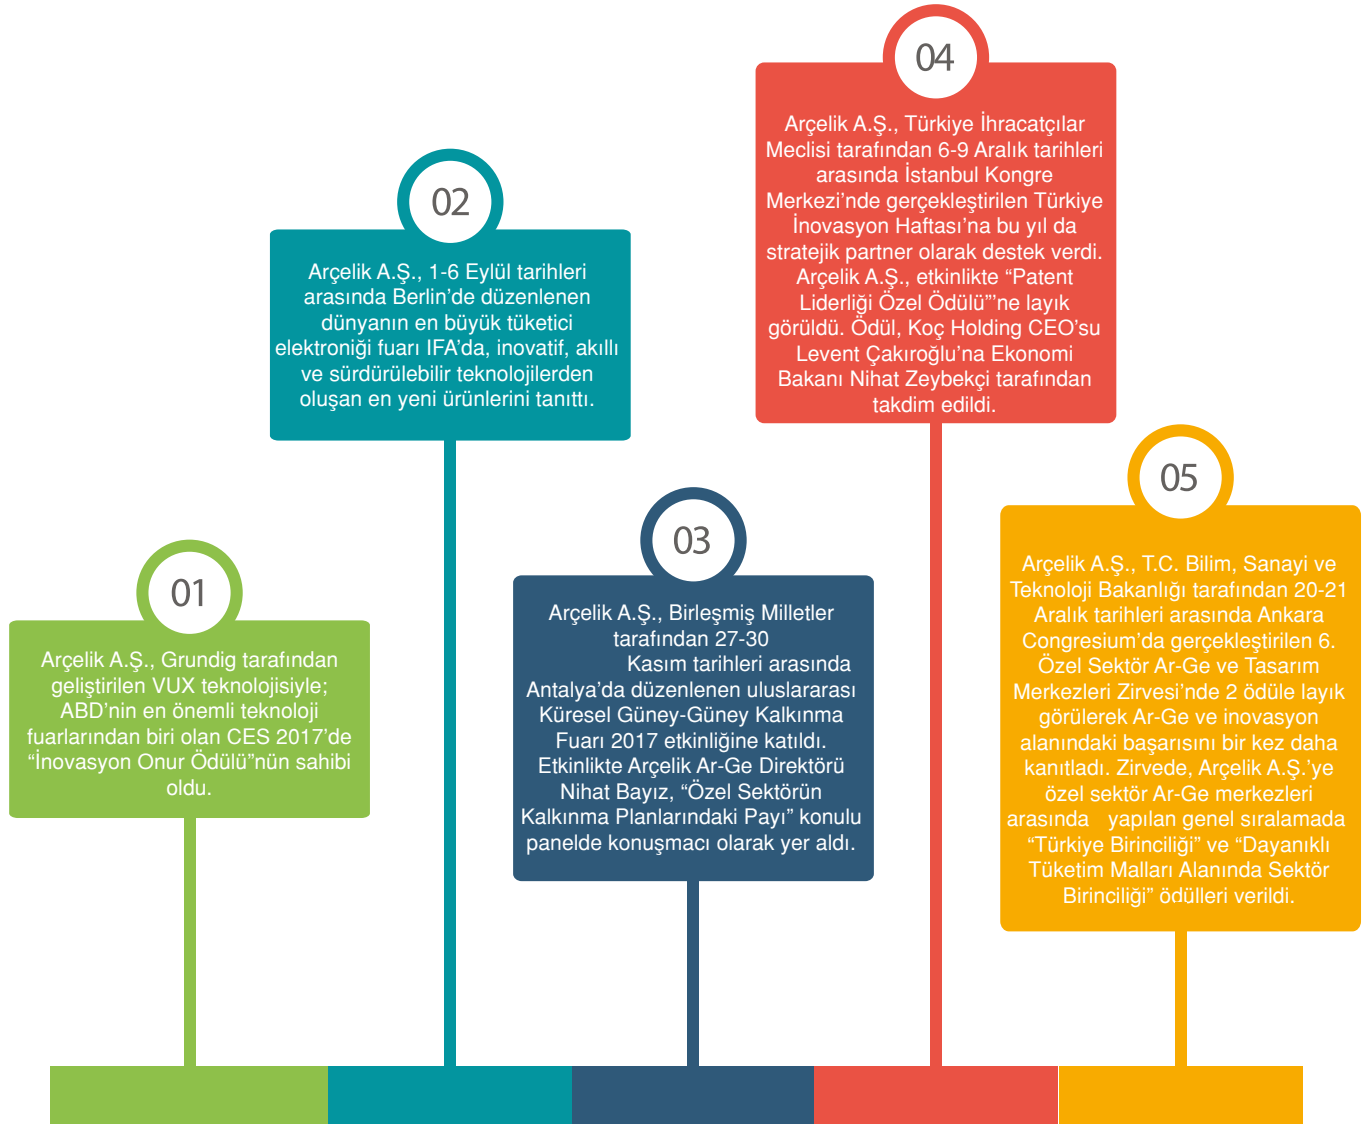 01
Arçelik A.Ş., Grundig tarafından
geliştirilen VUX teknolojisiyle;
ABD’nin en önemli teknoloji
fuarlarından biri olan CES 2017’de
“İnovasyon Onur Ödülü”nün sahibi
oldu.
02
Arçelik A.Ş., 1-6 Eylül tarihleri
arasında Berlin’de düzenlenen
dünyanın en büyük tüketici
elektroniği fuarı IFA’da, inovatif, akıllı
ve sürdürülebilir teknolojilerden
oluşan en yeni ürünlerini tanıttı.
03
Arçelik A.Ş., Birleşmiş Milletler
tarafından 27-30
Kasım tarihleri arasında
Antalya’da düzenlenen uluslararası
Küresel Güney-Güney Kalkınma
Fuarı 2017 etkinliğine katıldı.
Etkinlikte Arçelik Ar-Ge Direktörü
Nihat Bayız, “Özel Sektörün
Kalkınma Planlarındaki Payı” konulu
panelde konuşmacı olarak yer aldı.
04
Arçelik A.Ş., Türkiye İhracatçılar
Meclisi tarafından 6-9 Aralık tarihleri
arasında İstanbul Kongre
Merkezi’nde gerçekleştirilen Türkiye
İnovasyon Haftası’na bu yıl da
stratejik partner olarak destek verdi.
Arçelik A.Ş., etkinlikte “Patent
Liderliği Özel Ödülü”’ne layık
görüldü. Ödül, Koç Holding CEO’su
Levent Çakıroğlu’na Ekonomi
Bakanı Nihat Zeybekçi tarafından
takdim edildi.
05
Arçelik A.Ş., T.C. Bilim, Sanayi ve
Teknoloji Bakanlığı tarafından 20-21
Aralık tarihleri arasında Ankara
Congresium’da gerçekleştirilen 6.
Özel Sektör Ar-Ge ve Tasarım
Merkezleri Zirvesi’nde 2 ödüle layık
görülerek Ar-Ge ve inovasyon
alanındaki başarısını bir kez daha
kanıtladı. Zirvede, Arçelik A.Ş.’ye
özel sektör Ar-Ge merkezleri
arasında yapılan genel sıralamada
“Türkiye Birinciliği” ve “Dayanıklı
Tüketim Malları Alanında Sektör
Birinciliği” ödülleri verildi.